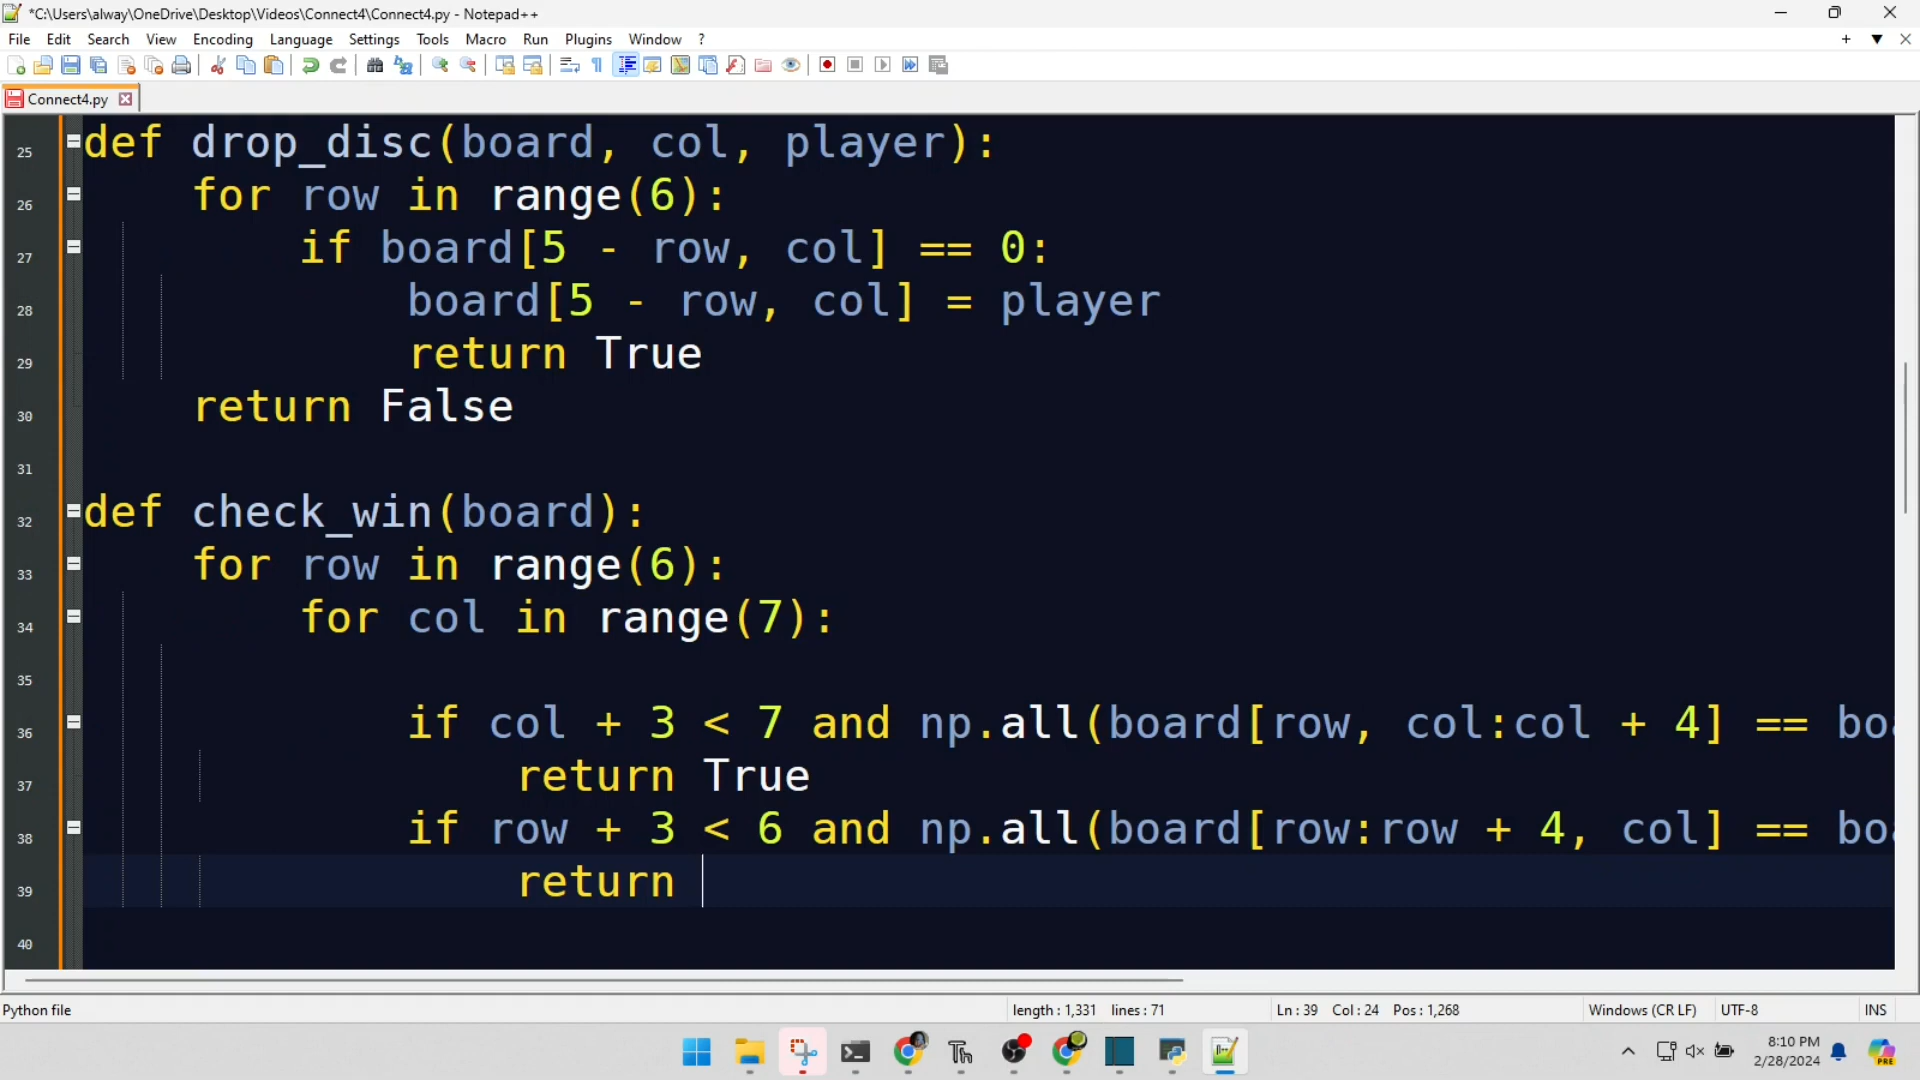 *C:\Users\alway\OneDrive\Desktop\Videos\Connect4\Connect4.py - Notepad++
File Edit Search View Encoding Language Settings Tools Macro Run Plugins Window ?
Connect4.py
25 def drop_disc(board, col, player):
26 for row in range(6):
27 if board[5 - row, col] == 0:
28 board[5 - row, col] = player
29 return True
30 return False
31
32 def check_win(board):
33 for row in range(6):
34 for col in range(7):
35
36 if col + 3 < 7 and np.all(board[row, col:col + 4] == boa
37 return True
38 if row + 3 < 6 and np.all(board[row:row + 4, col] == boa
39 return
40
Python file length : 1,331 lines : 71 Ln : 39 Col : 24 Pos : 1,268 Windows (CR LF) UTF-8 INS
8:10 PM
2/28/2024
PRE